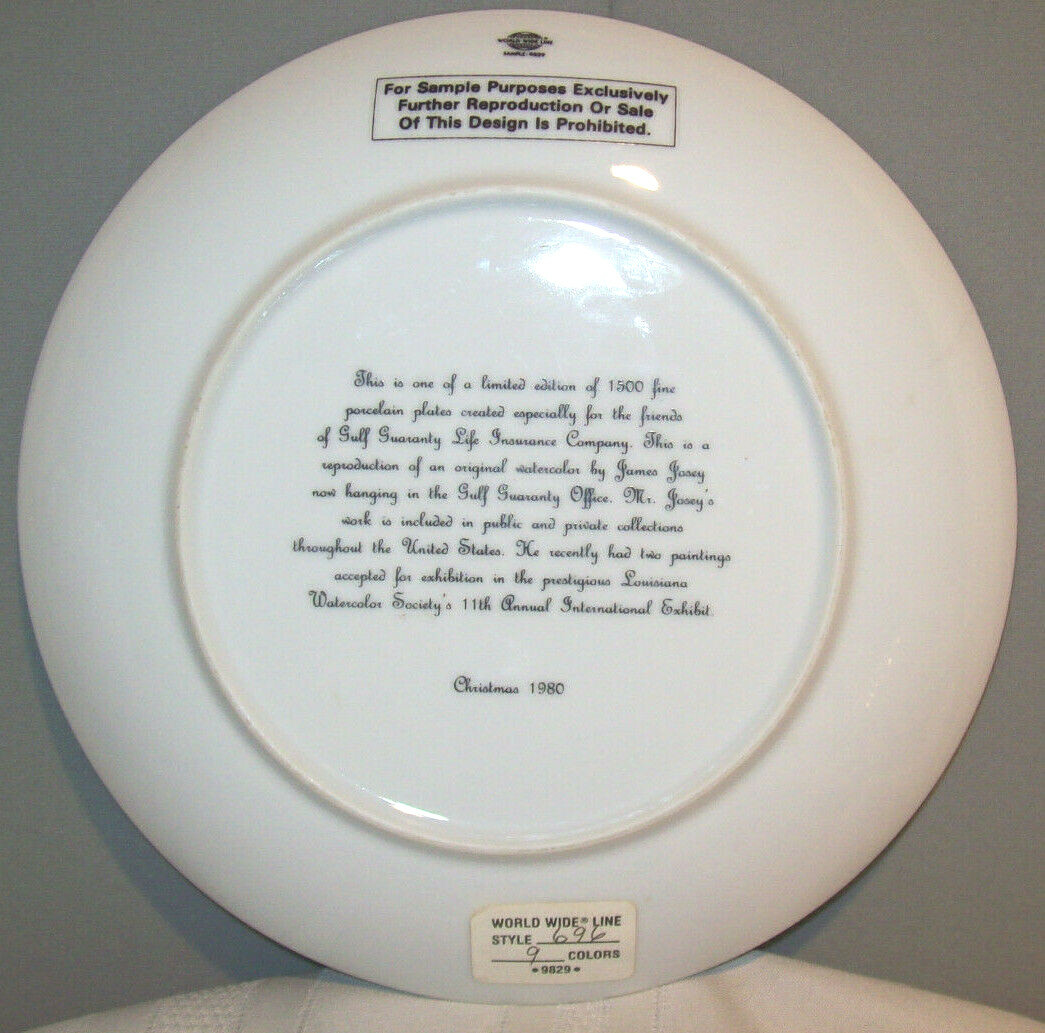 WORLD WIDE LINE
SAMPLE-9829
For Sample Purposes Exclusively
Further Reproduction Or Sale
Of This Design Is Prohibited.
This is one of a limited edition of 1500 fine
porcelain plates created especially for the friends
of Gulf Guaranty Life Insurance Company. This is a
reproduction of an original watercolor by James Josey
now hanging in the Gulf Guaranty Office. Mr. Josey's
work is included in public and private collections
throughout the United States. He recently had two paintings
accepted for exhibition in the prestigious Louisiana
Watercolor Society's 11th Annual International Exhibit.
Christmas 1980
WORLD WIDE® LINE
STYLE 696
9 COLORS
•9829•